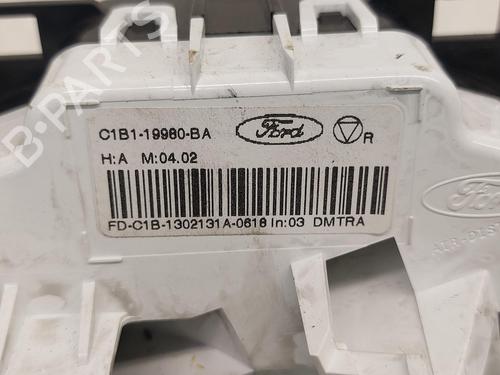 B-PARTS
C1B1-19980-BA
Ford
R
H:A M:04.02
FD-C1B-1302131A-0618 In:03 DMTRA
Ford